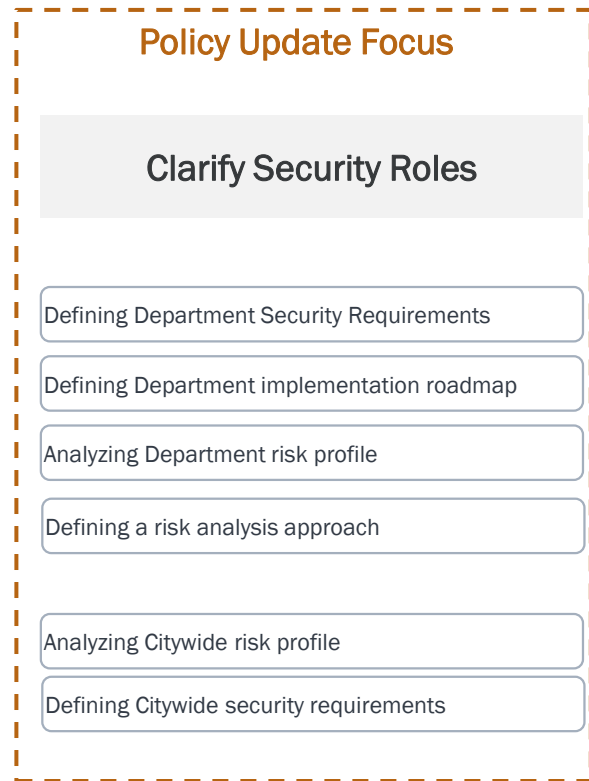 Policy Update Focus
Clarify Security Roles
Defining Department Security Requirements
Defining Department implementation roadmap
Analyzing Department risk profile
Defining a risk analysis approach
Analyzing Citywide risk profile
Defining Citywide security requirements